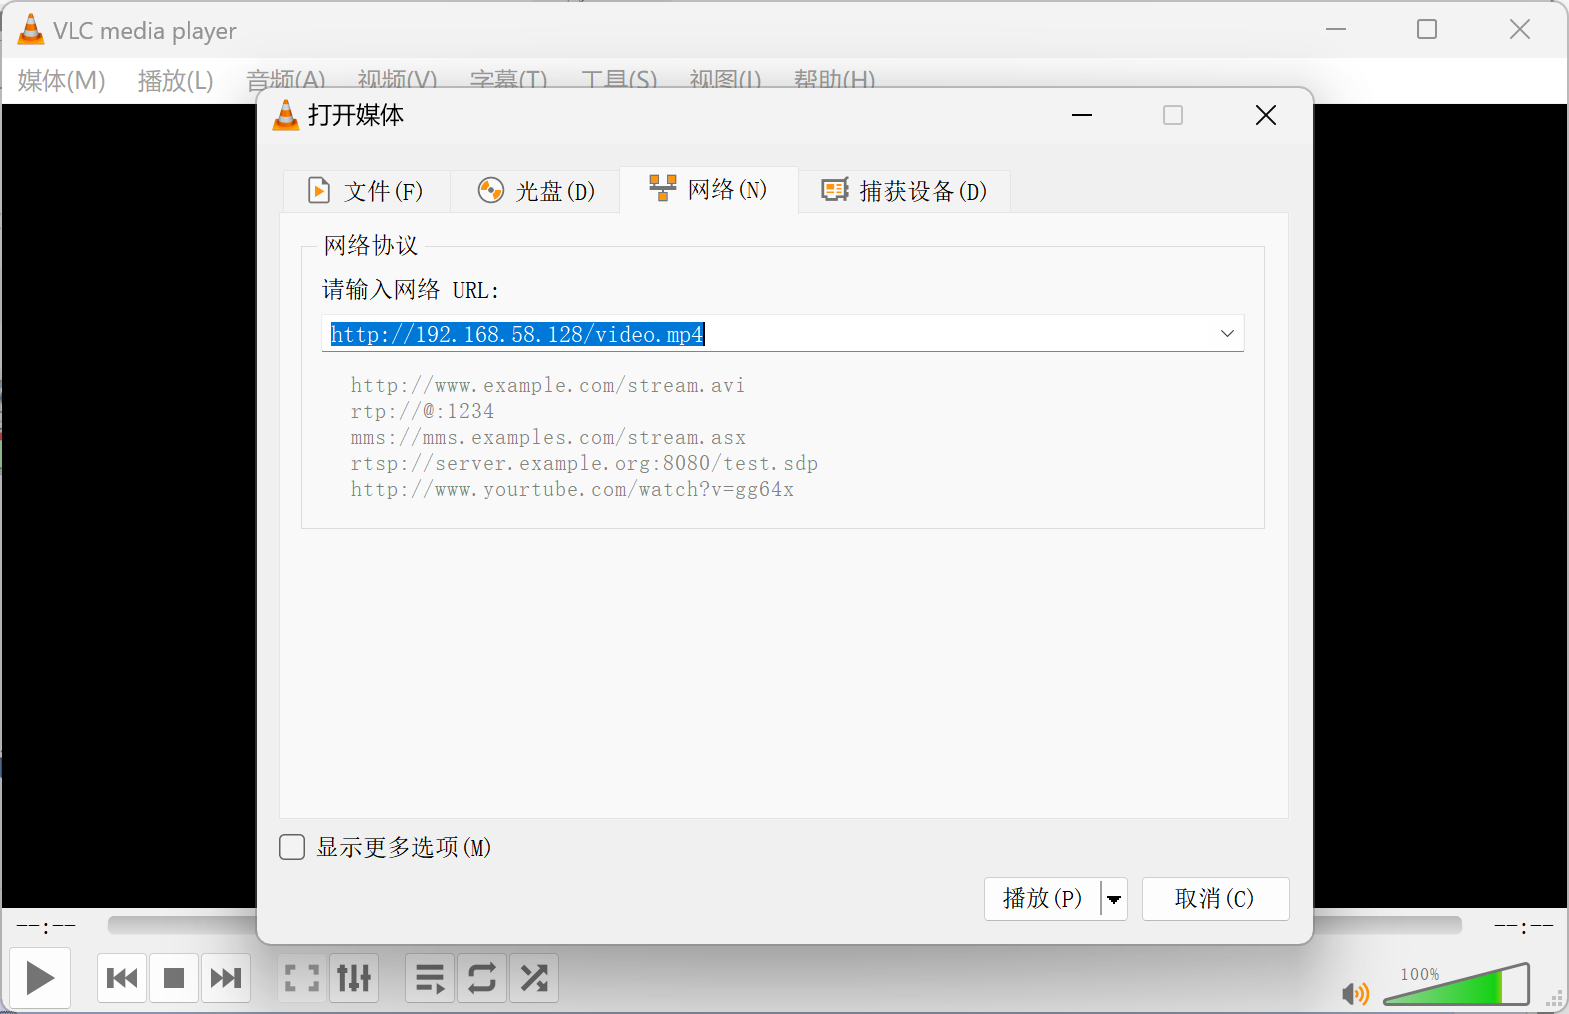 VLC media player
媒体(M) 播放(L) 音频(A) 视频(V) 字幕(T) 工具(S) 视图(I) 帮助(H)
打开媒体
文件(F) 光盘(D) 网络(N) 捕获设备(D)
网络协议
请输入网络 URL:
http://192.168.58.128/video.mp4
http://www.example.com/stream.avi
rtp://@:1234
mms://mms.examples.com/stream.asx
rtsp://server.example.org:8080/test.sdp
http://www.yourtube.com/watch?v=gg64x
显示更多选项(M)
播放(P) 取消(C)
--:-- --:--
100%